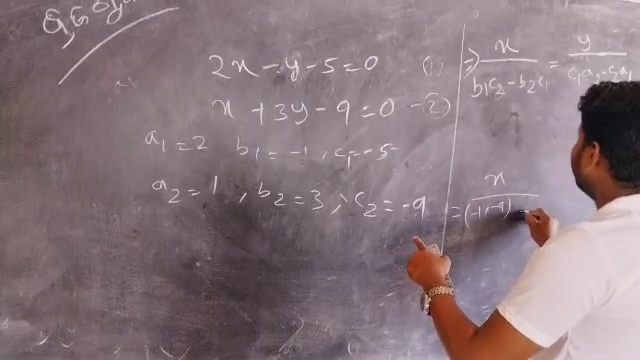 2x - y - 5 = 0 (1)
x + 3y - 9 = 0 - (2)
a₁ = 2 b₁ = -1, c₁ = -5
a₂ = 1, b₂ = 3, c₂ = -9
⇒ x / (b₁c₂ - b₂c₁) = y / (c₁a₂ - c₂a₁)
= x / (-1×-9) -